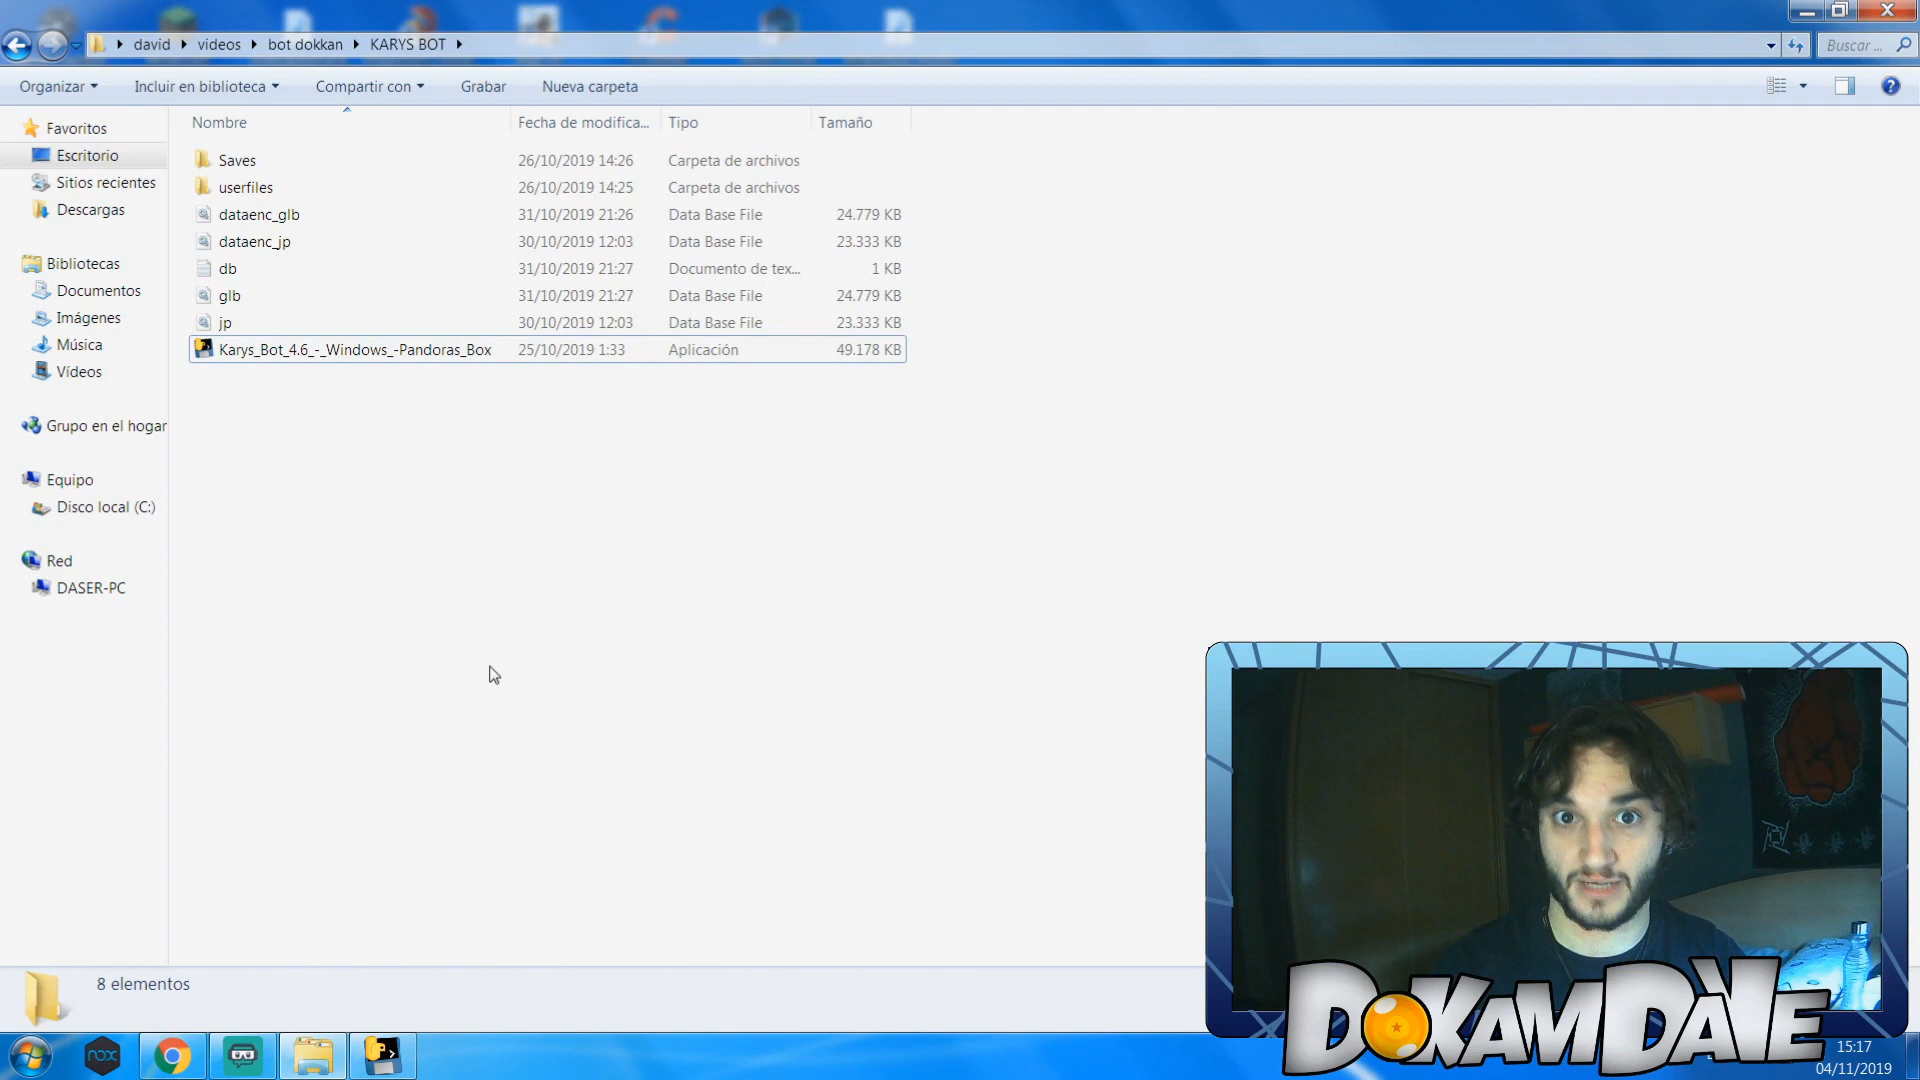 david
videos
bot dokkan
KARYS BOT
Buscar ...
Organizar
Incluir en biblioteca
Compartir con
Grabar
Nueva carpeta
Favoritos
Escritorio
Sitios recientes
Descargas
Bibliotecas
Documentos
Imágenes
Música
Vídeos
Grupo en el hogar
Equipo
Disco local (C:)
Red
DASER-PC
Nombre Fecha de modifica... Tipo Tamaño
Saves 26/10/2019 14:26 Carpeta de archivos
userfiles 26/10/2019 14:25 Carpeta de archivos
dataenc_glb 31/10/2019 21:26 Data Base File 24.779 KB
dataenc_jp 30/10/2019 12:03 Data Base File 23.333 KB
db 31/10/2019 21:27 Documento de tex... 1 KB
glb 31/10/2019 21:27 Data Base File 24.779 KB
jp 30/10/2019 12:03 Data Base File 23.333 KB
Karys_Bot_4.6_-_Windows_-Pandoras_Box 25/10/2019 1:33 Aplicación 49.178 KB
8 elementos
DOKAMDAVE
nox
15:17
04/11/2019